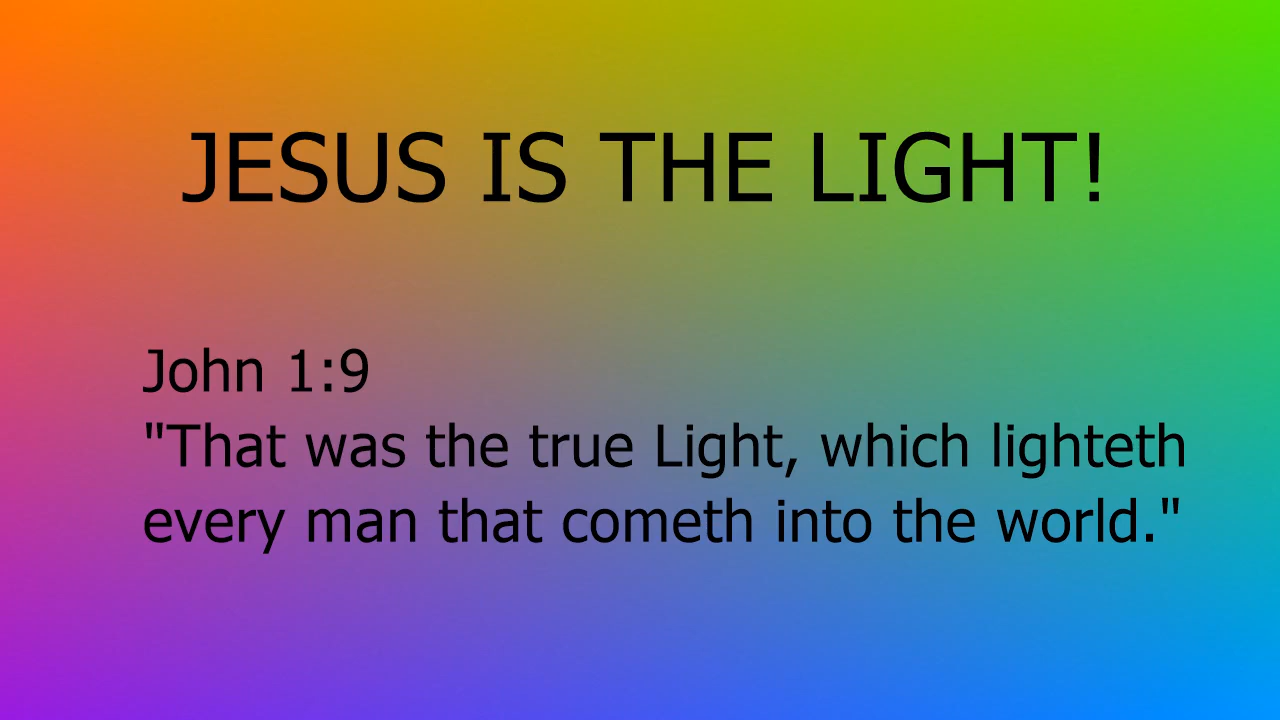 JESUS IS THE LIGHT!
John 1:9
"That was the true Light, which lighteth
every man that cometh into the world."